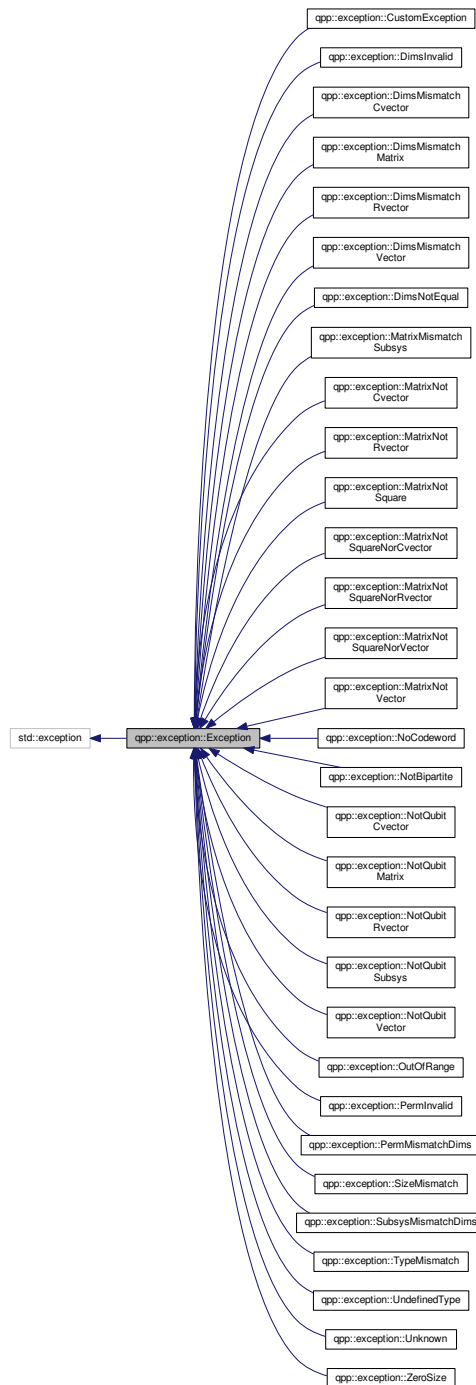 qpp::exception::CustomException
qpp::exception::DimsInvalid
qpp::exception::DimsMismatch
Cvector
qpp::exception::DimsMismatch
Matrix
qpp::exception::DimsMismatch
Rvector
qpp::exception::DimsMismatch
Vector
qpp::exception::DimsNotEqual
qpp::exception::MatrixMismatch
Subsys
qpp::exception::MatrixNot
Cvector
qpp::exception::MatrixNot
Rvector
qpp::exception::MatrixNot
Square
qpp::exception::MatrixNot
SquareNorCvector
qpp::exception::MatrixNot
SquareNorRvector
qpp::exception::MatrixNot
SquareNorVector
qpp::exception::MatrixNot
Vector
std::exception
qpp::exception::Exception
qpp::exception::NoCodeword
qpp::exception::NotBipartite
qpp::exception::NotQubit
Cvector
qpp::exception::NotQubit
Matrix
qpp::exception::NotQubit
Rvector
qpp::exception::NotQubit
Subsys
qpp::exception::NotQubit
Vector
qpp::exception::OutOfRange
qpp::exception::PermInvalid
qpp::exception::PermMismatchDims
qpp::exception::SizeMismatch
qpp::exception::SubsysMismatchDims
qpp::exception::TypeMismatch
qpp::exception::UndefinedType
qpp::exception::Unknown
qpp::exception::ZeroSize